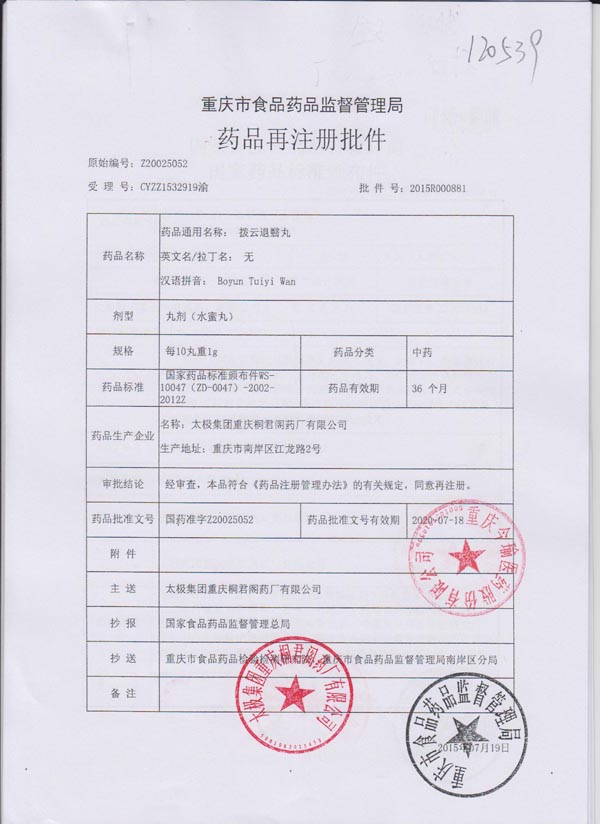 120539
重庆市食品药品监督管理局
药品再注册批件
原始编号：Z20025052
受 理 号：CYZZ1532919渝 批 件 号：2015R000881
药品名称
药品通用名称： 拨云退翳丸
英文名/拉丁名： 无
汉语拼音： Boyun Tuiyi Wan
剂型 丸剂（水蜜丸）
规格 每10丸重1g 药品分类 中药
药品标准
国家药品标准颁布件WS-
10047（ZD-0047）-2002-
2012Z
药品有效期 36 个月
药品生产企业
名称：太极集团重庆桐君阁药厂有限公司
生产地址：重庆市南岸区江龙路2号
审批结论 经审查，本品符合《药品注册管理办法》的有关规定，同意再注册。
药品批准文号 国药准字Z20025052 药品批准文号有效期 2020-07-18
附 件
主 送 太极集团重庆桐君阁药厂有限公司
抄 报 国家食品药品监督管理总局
抄 送 重庆市食品药品检验 重庆市食品药品监督管理局南岸区分局
备 注
太极集团重庆桐君阁药厂有限公司
医药股份有限公司
重庆市食品药品监督管理局
2015年07月19日